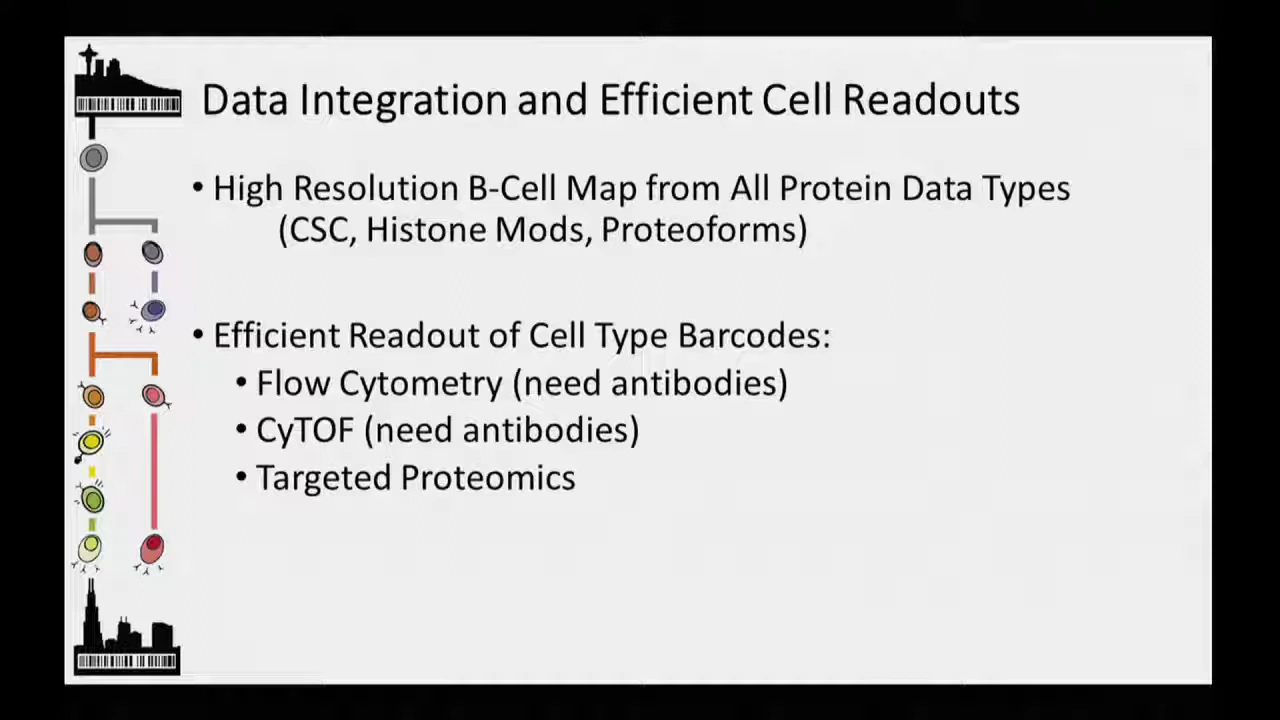 Data Integration and Efficient Cell Readouts
• High Resolution B-Cell Map from All Protein Data Types
(CSC, Histone Mods, Proteoforms)
• Efficient Readout of Cell Type Barcodes:
• Flow Cytometry (need antibodies)
• CyTOF (need antibodies)
• Targeted Proteomics